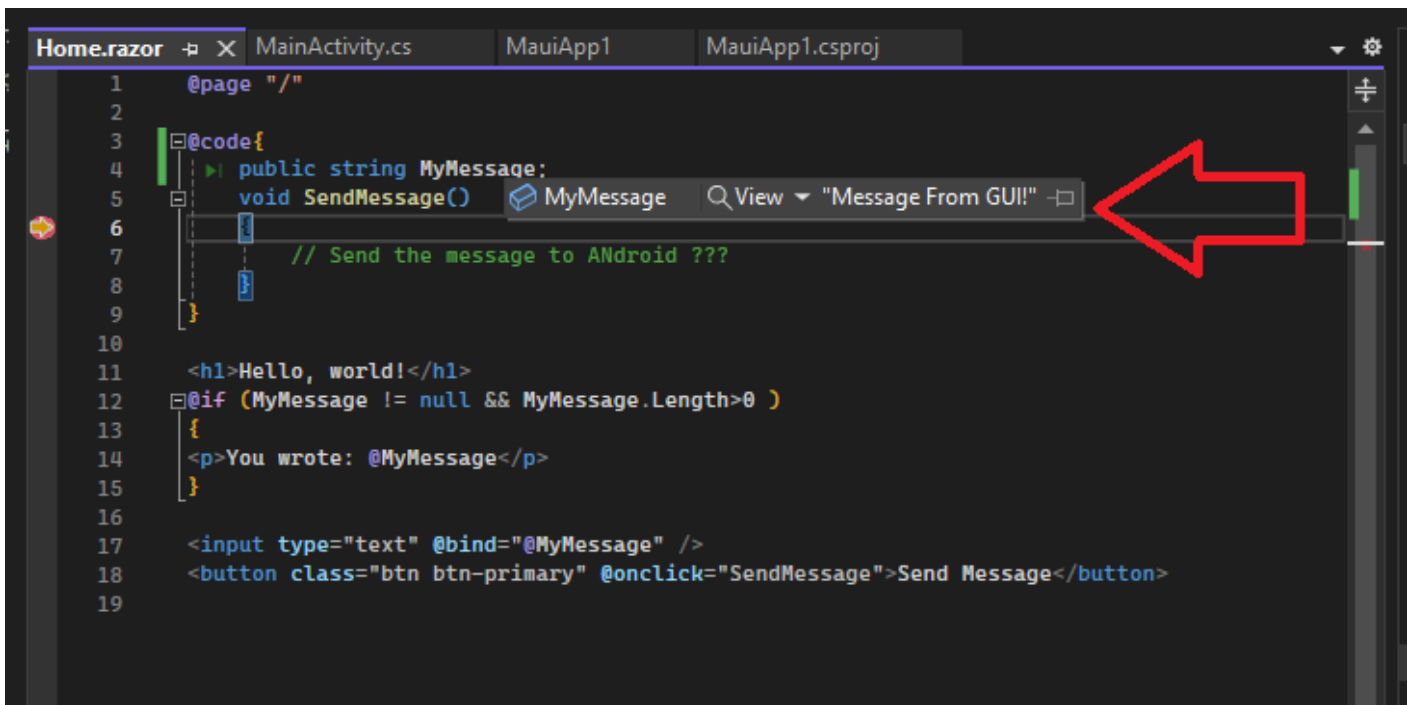 Home.razor MainActivity.cs MauiApp1 MauiApp1.csproj
1 @page "/"
2
3 @code{
4 public string MyMessage;
5 void SendMessage() MyMessage View "Message From GUI!"
6 {
7 // Send the message to ANdroid ???
8 }
9 }
10
11 <h1>Hello, world!</h1>
12 @if (MyMessage != null && MyMessage.Length>0 )
13 {
14 <p>You wrote: @MyMessage</p>
15 }
16
17 <input type="text" @bind="@MyMessage" />
18 <button class="btn btn-primary" @onclick="SendMessage">Send Message</button>
19